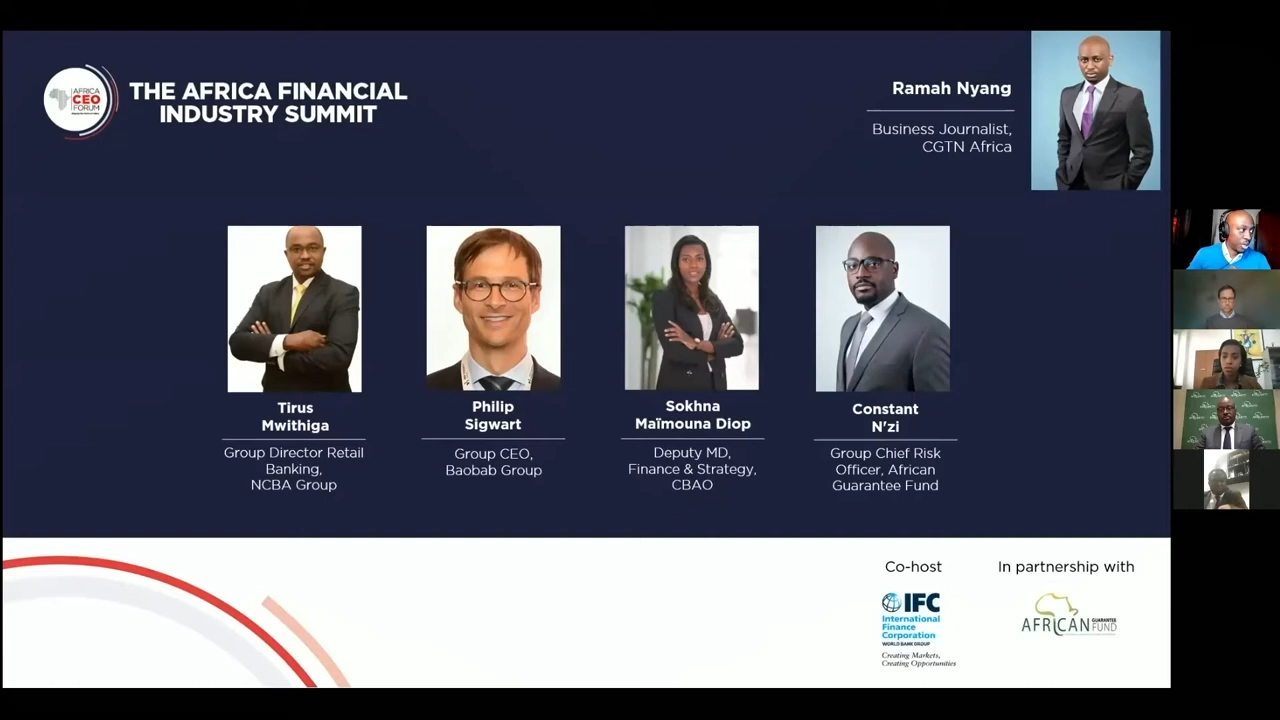 AFRICA
CEO
FORUM
THE AFRICA FINANCIAL
INDUSTRY SUMMIT
Ramah Nyang
Business Journalist,
CGTN Africa
Tirus
Mwithiga
Group Director Retail
Banking,
NCBA Group
Philip
Sigwart
Group CEO,
Baobab Group
Sokhna
Maïmouna Diop
Deputy MD,
Finance & Strategy,
CBAO
Constant
N'zi
Group Chief Risk
Officer, African
Guarantee Fund
Co-host
IFC
International
Finance
Corporation
WORLD BANK GROUP
Creating Markets,
Creating Opportunities
In partnership with
AFRICAN GUARANTEE FUND